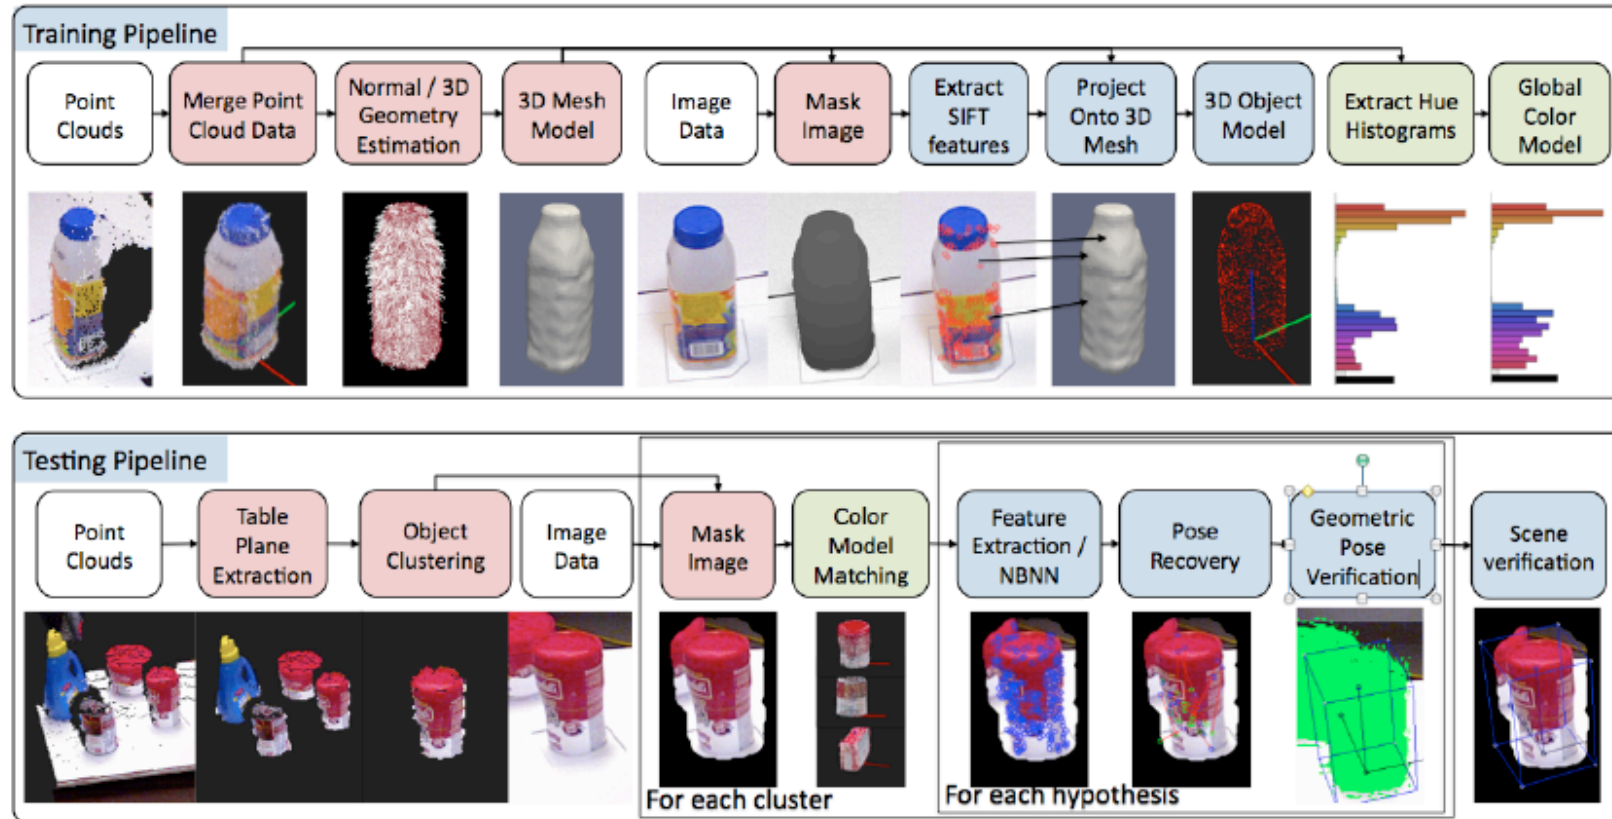 Training Pipeline
Point
Clouds
Merge Point
Cloud Data
Normal / 3D
Geometry
Estimation
3D Mesh
Model
Image
Data
Mask
Image
Extract
SIFT
features
Project
Onto 3D
Mesh
3D Object
Model
Extract Hue
Histograms
Global
Color
Model
Testing Pipeline
Point
Clouds
Table
Plane
Extraction
Object
Clustering
Image
Data
Mask
Image
Color
Model
Matching
Feature
Extraction /
NBNN
Pose
Recovery
Geometric
Pose
Verification
Scene
verification
For each cluster
For each hypothesis